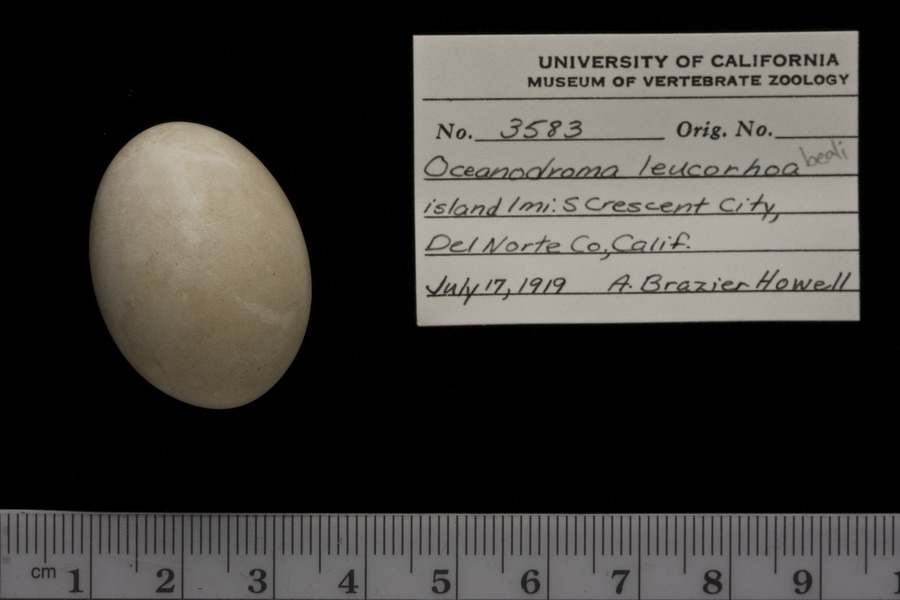 UNIVERSITY OF CALIFORNIA
MUSEUM OF VERTEBRATE ZOOLOGY
No. 3583 Orig. No.
Oceanodroma leucorhoa beali
island 1mi. S Crescent City,
Del Norte Co, Calif.
July 17, 1919 A. Brazier Howell
cm 1 2 3 4 5 6 7 8 9 1